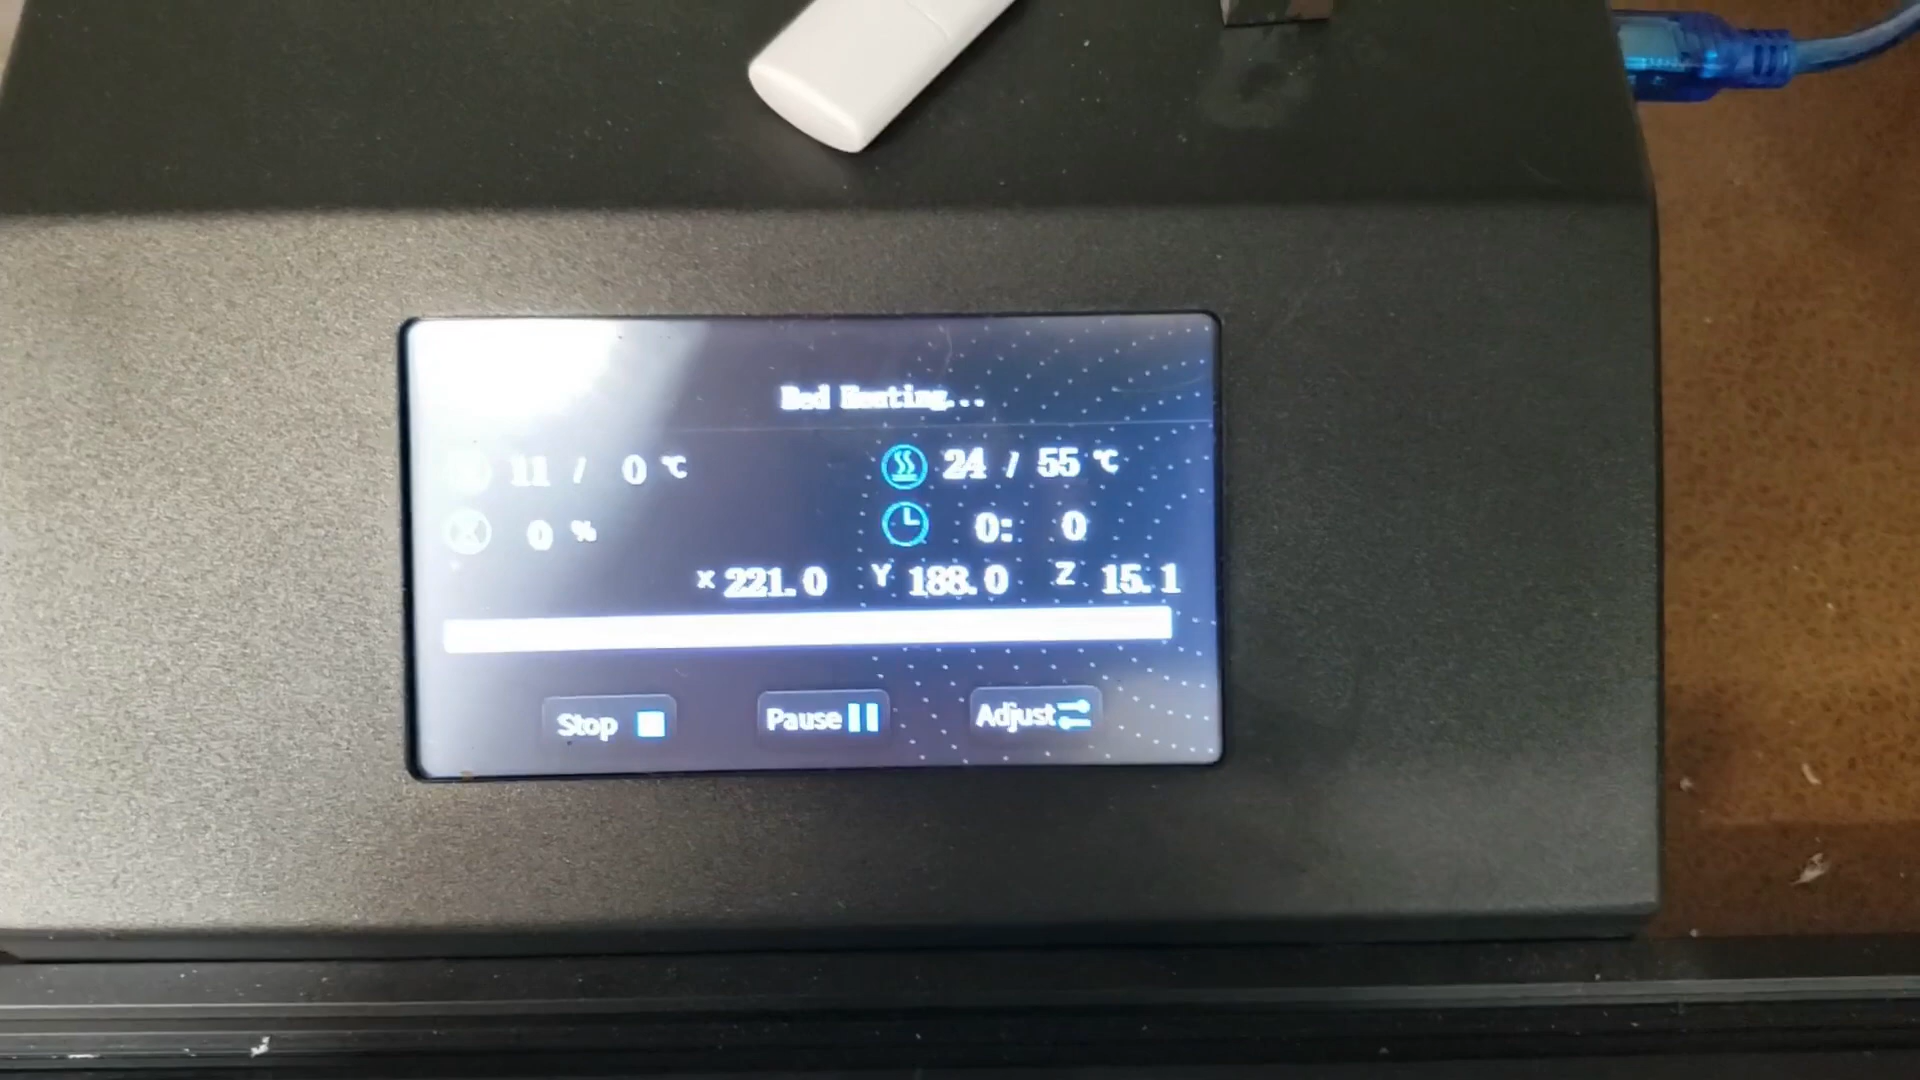 Bed Heating...
11 / 0 ℃ 24 / 55 ℃
0 % 0: 0
X 221.0 Y 188.0 Z 15.1
Stop Pause Adjust